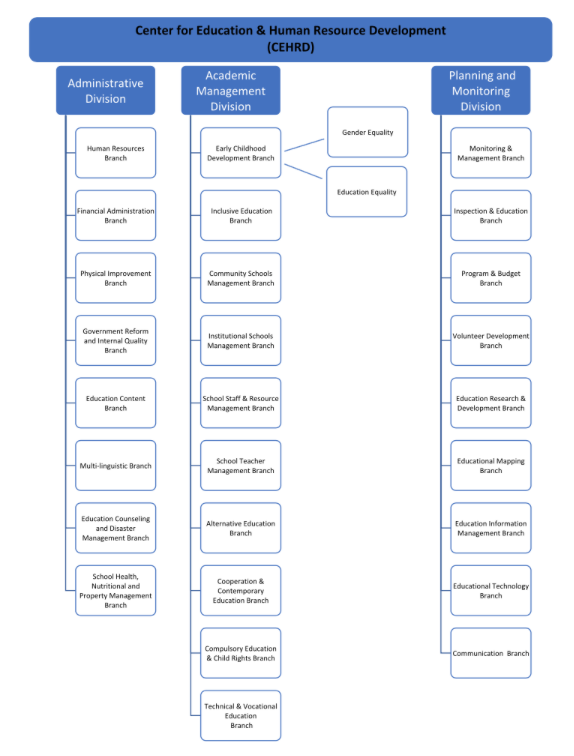 Center for Education & Human Resource Development
(CEHRD)
Administrative
Division
Human Resources
Branch
Financial Administration
Branch
Physical Improvement
Branch
Government Reform
and Internal Quality
Branch
Education Content
Branch
Multi-linguistic Branch
Education Counseling
and Disaster
Management Branch
School Health,
Nutritional and
Property Management
Branch
Academic
Management
Division
Early Childhood
Development Branch
Gender Equality
Education Equality
Inclusive Education
Branch
Community Schools
Management Branch
Institutional Schools
Management Branch
School Staff & Resource
Management Branch
School Teacher
Management Branch
Alternative Education
Branch
Cooperation &
Contemporary
Education Branch
Compulsory Education
& Child Rights Branch
Technical & Vocational
Education
Branch
Planning and
Monitoring
Division
Monitoring &
Management Branch
Inspection & Education
Branch
Program & Budget
Branch
Volunteer Development
Branch
Education Research &
Development Branch
Educational Mapping
Branch
Education Information
Management Branch
Educational Technology
Branch
Communication Branch